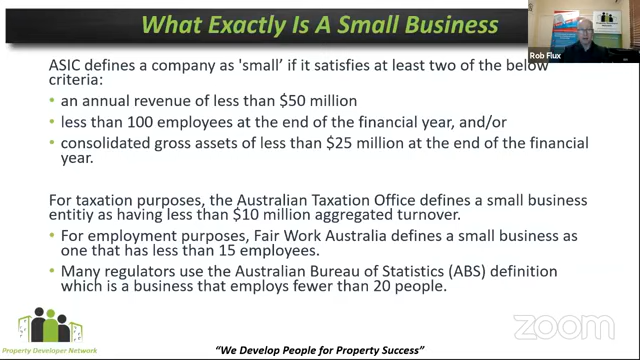 What Exactly Is A Small Business
Rob Flux
ASIC defines a company as 'small' if it satisfies at least two of the below
criteria:
• an annual revenue of less than $50 million
• less than 100 employees at the end of the financial year, and/or
• consolidated gross assets of less than $25 million at the end of the financial
year.
For taxation purposes, the Australian Taxation Office defines a small business
entitiy as having less than $10 million aggregated turnover.
• For employment purposes, Fair Work Australia defines a small business as
one that has less than 15 employees.
• Many regulators use the Australian Bureau of Statistics (ABS) definition
which is a business that employs fewer than 20 people.
zoom
Property Developer Network
“We Develop People for Property Success”